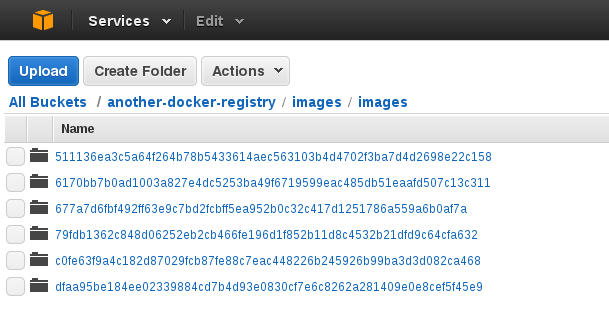 Services Edit
Upload Create Folder Actions
All Buckets / another-docker-registry / images / images
Name
511136ea3c5a64f264b78b5433614aec563103b4d4702f3ba7d4d2698e22c158
6170bb7b0ad1003a827e4dc5253ba49f6719599eac485db51eaafd507c13c311
677a7d6fbf492ff63e9c7bd2fcbff5ea952b0c32c417d1251786a559a6b0af7a
79fdb1362c848d06252eb2cb466fe196d1f852b11d8c4532b21dfd9c64cfa632
c0fe63f9a4c182d87029fcb87fe88c7eac448226b245926b99ba3d3d082ca468
dfaa95be184ee02339884cd7b4d93e0830cf7e6c8262a281409e0e8cef5f45e9